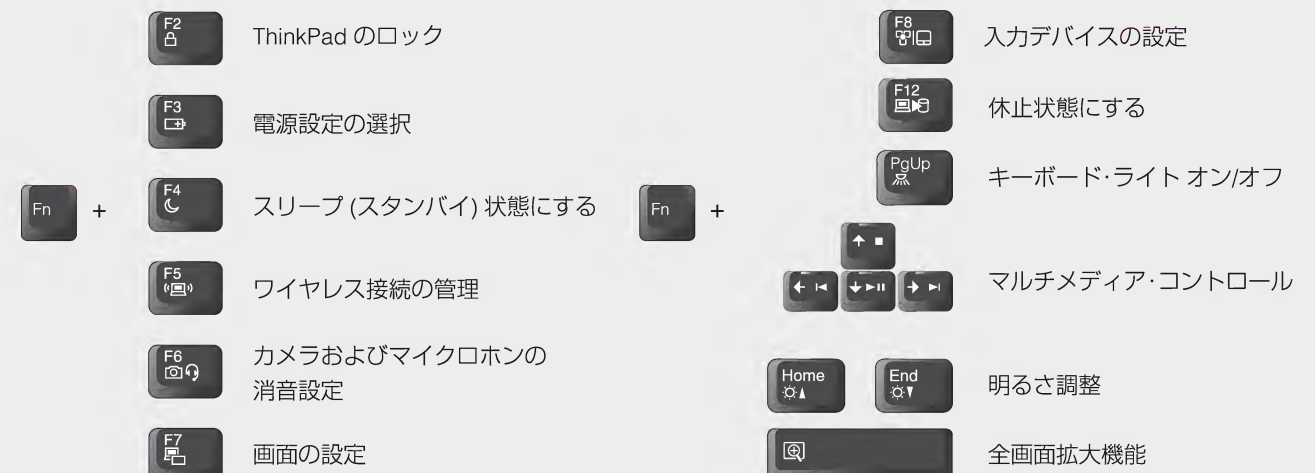 Fn
+
F2
ThinkPad のロック
F3
電源設定の選択
F4
スリープ (スタンバイ) 状態にする
F5
ワイヤレス接続の管理
F6
カメラおよびマイクロホンの
消音設定
F7
画面の設定
Fn
+
F8
入力デバイスの設定
F12
休止状態にする
PgUp
キーボード・ライト オン/オフ
マルチメディア・コントロール
Home
End
明るさ調整
全画面拡大機能